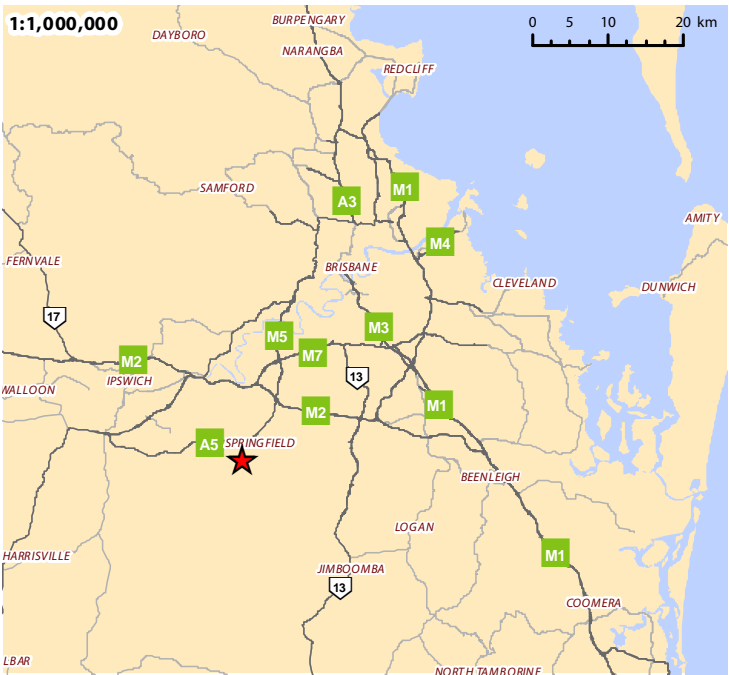 1:1,000,000
BURPENGARY
0 5 10 20 km
DAYBORO
NARANGBA
REDCLIFF
SAMFORD
A3
M1
AMITY
M4
FERNVALE
BRISBANE
CLEVELAND
DUNWICH
17
M5
M3
M7
M2
IPSWICH
13
WALLOON
M2
M1
A5
SPRINGFIELD
BEENLEIGH
LOGAN
HARRISVILLE
M1
JIMBOOMBA
13
COOMERA
LBAR
NORTH TAMBORINE